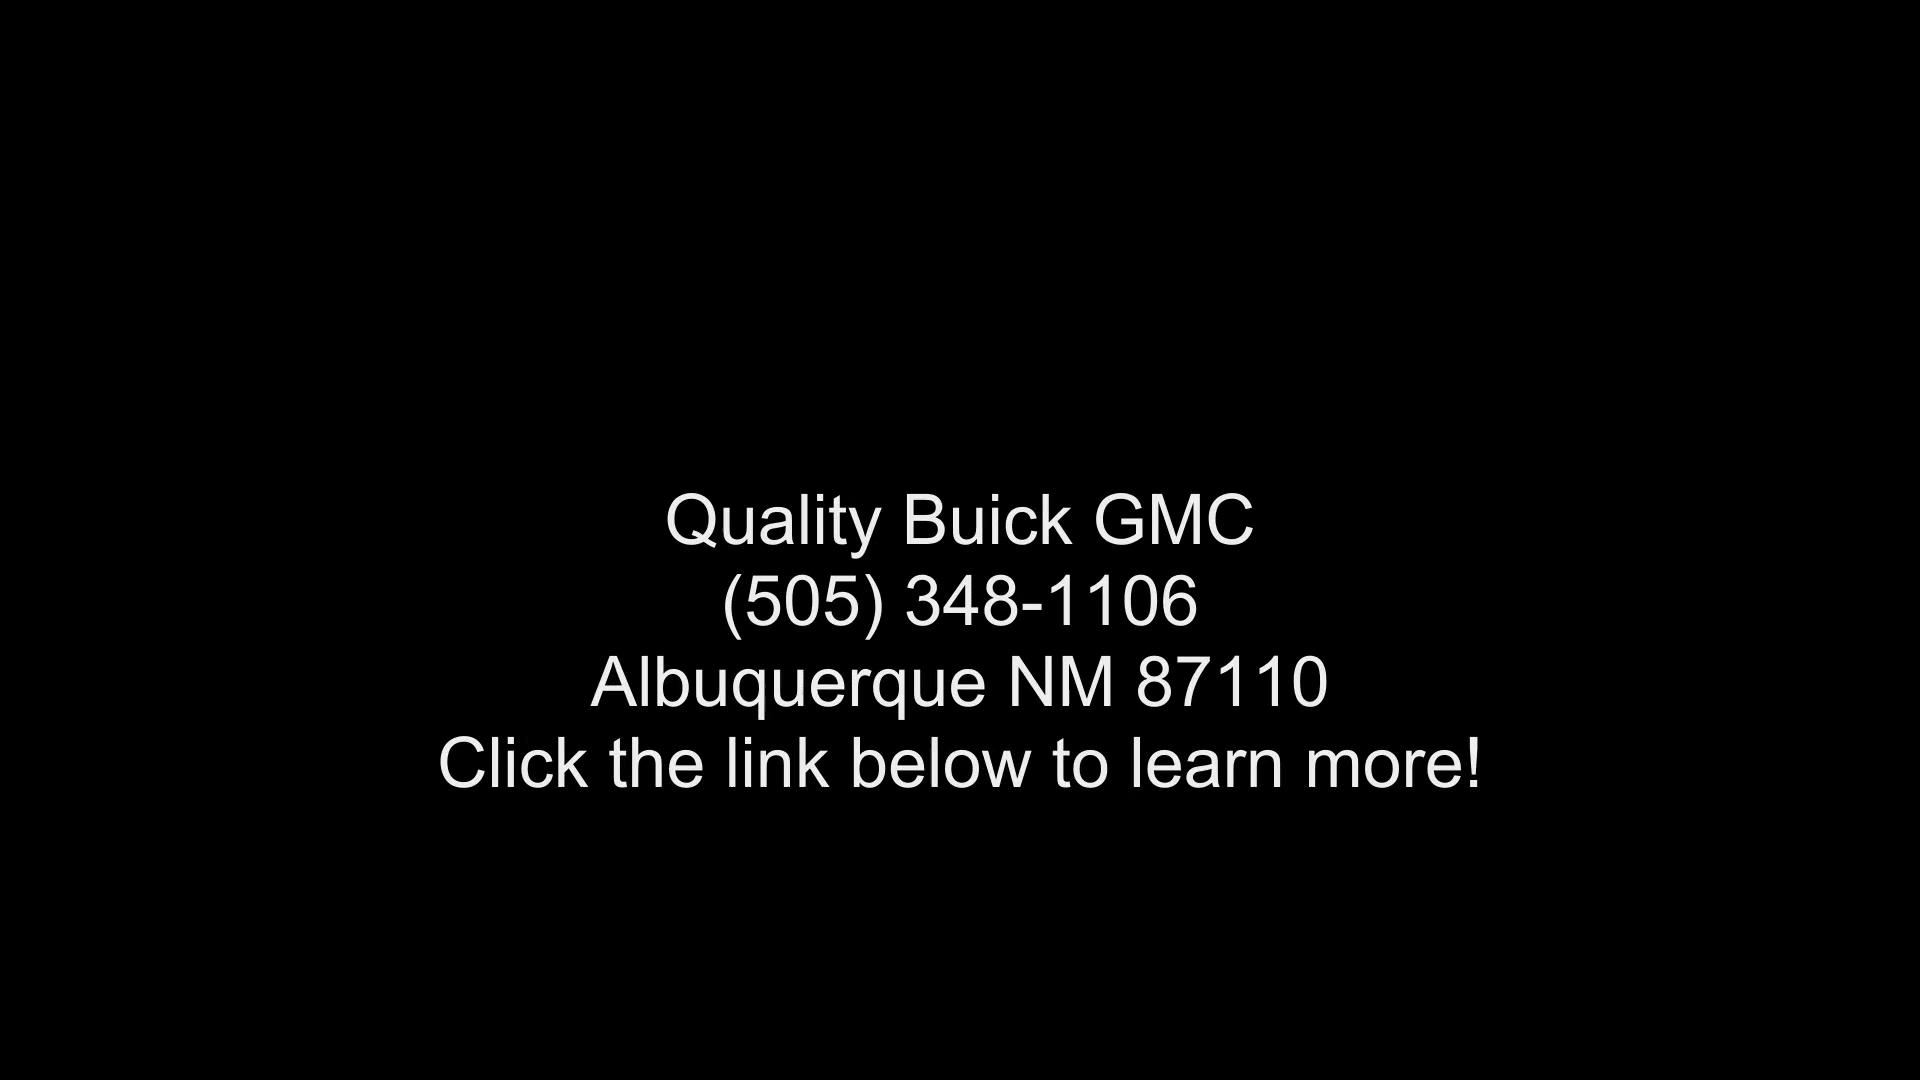 Quality Buick GMC
(505) 348-1106
Albuquerque NM 87110
Click the link below to learn more!